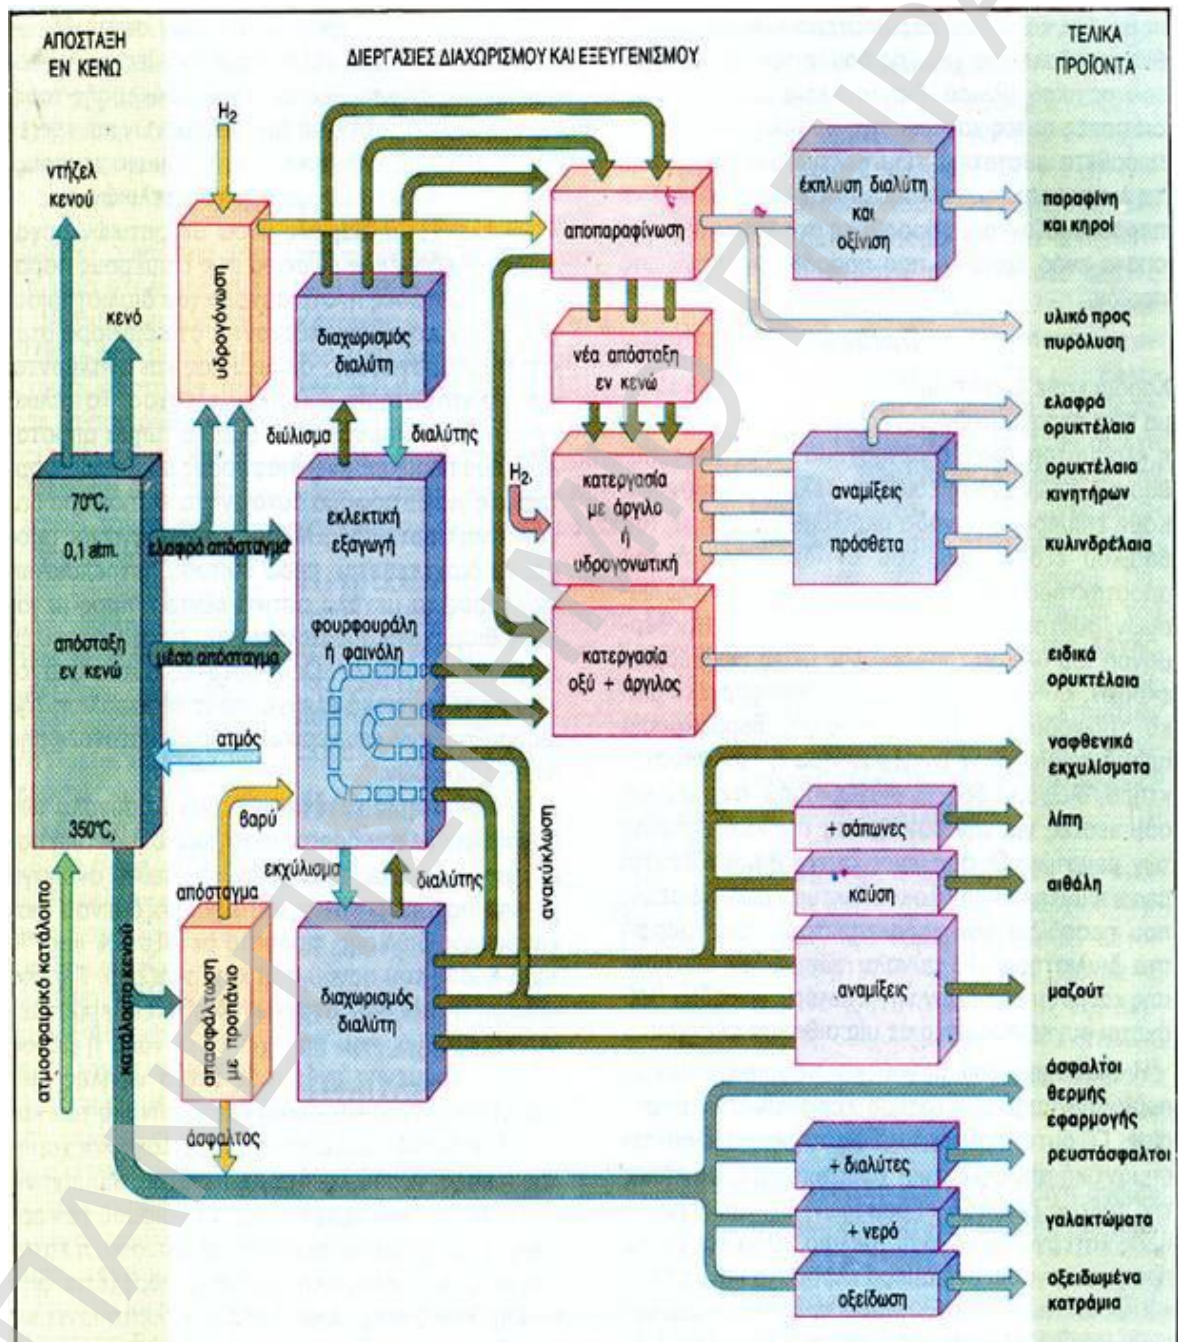 ΑΠΟΣΤΑΞΗ
ΕΝ ΚΕΝΩ
ΔΙΕΡΓΑΣΙΕΣ ΔΙΑΧΩΡΙΣΜΟΥ ΚΑΙ ΕΞΕΥΓΕΝΙΣΜΟΥ
ΤΕΛΙΚΑ
ΠΡΟΪΟΝΤΑ
H2
ντήζελ
κενού
κενό
υδρογόνωση
διαχωρισμός
διαλύτη
αποπαραφίνωση
έκπλυση διαλύτη
και
οξίνιση
παραφίνη
και κηροί
υλικό προς
πυρόλυση
νέα απόσταξη
εν κενώ
διύλισμα
διαλύτης
ελαφρά
ορυκτέλαια
70°C,
0,1 atm.
ελαφρό απόσταγμα
εκλεκτική
εξαγωγή
H2,
κατεργασία
με άργιλο
ή
υδρογονωτική
αναμίξεις
πρόσθετα
ορυκτέλαια
κινητήρων
κυλινδρέλαια
απόσταξη
εν κενώ
μέσο απόσταγμα
φουρφουράλη
ή φαινόλη
κατεργασία
οξύ + άργιλος
ειδικά
ορυκτέλαια
ατμός
ναφθενικά
εκχυλίσματα
350°C,
βαρύ
απόσταγμα
εκχύλισμα
διαλύτης
ανακύκλωση
+ σάπωνες
λίπη
καύση
αιθάλη
ατμοσφαιρικό κατάλοιπο
κατάλοιπο κενού
απασφάλτωση
με προπάνιο
διαχωρισμός
διαλύτη
αναμίξεις
μαζούτ
άσφαλτος
άσφαλτοι
θερμής
εφαρμογής
+ διαλύτες
ρευστάσφαλτοι
+ νερό
γαλακτώματα
οξείδωση
οξειδωμένα
κατράμια